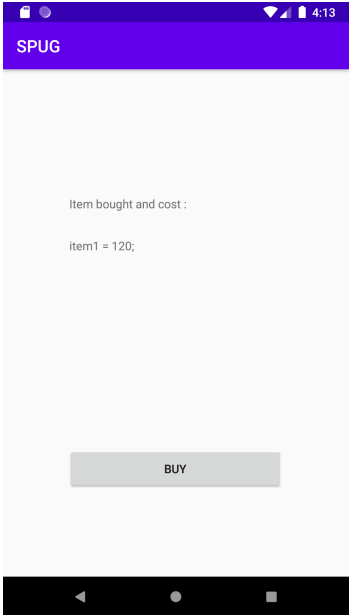 4:13
SPUG
Item bought and cost :
item1 = 120;
BUY